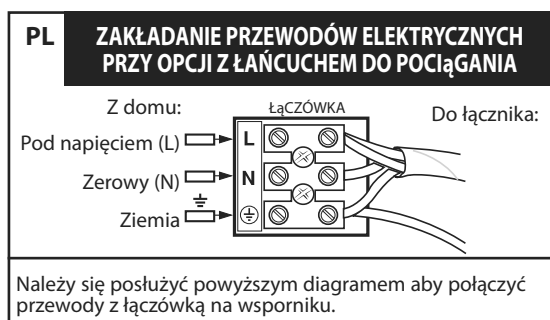 PL
ZAKŁADANIE PRZEWODÓW ELEKTRYCZNYCH
PRZY OPCJI Z ŁAŃCUCHEM DO POCIąGANIA
Z domu:
ŁąCZÓWKA
Do łącznika:
Pod napięciem (L)
L
Zerowy (N)
N
Ziemia
Należy się posłużyć powyższym diagramem aby połączyć
przewody z łączówką na wsporniku.